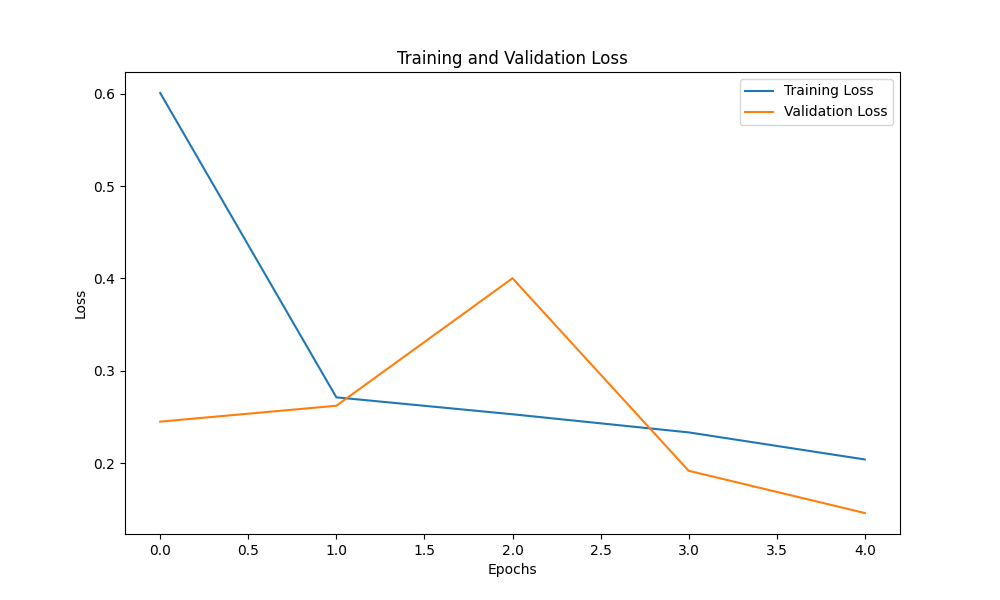 Training and Validation Loss
Training Loss
Validation Loss
0.6
0.5
0.4
0.3
0.2
Loss
0.0 0.5 1.0 1.5 2.0 2.5 3.0 3.5 4.0
Epochs